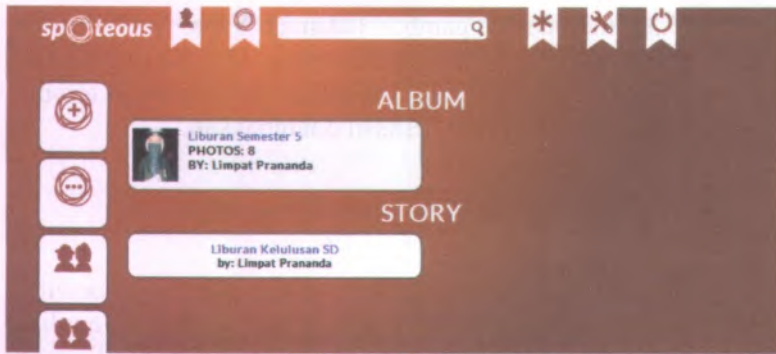 spoteous
ALBUM
Liburan Semester 5
PHOTOS: 8
BY: Limpat Prananda
STORY
Liburan Kelulusan SD
by: Limpat Prananda